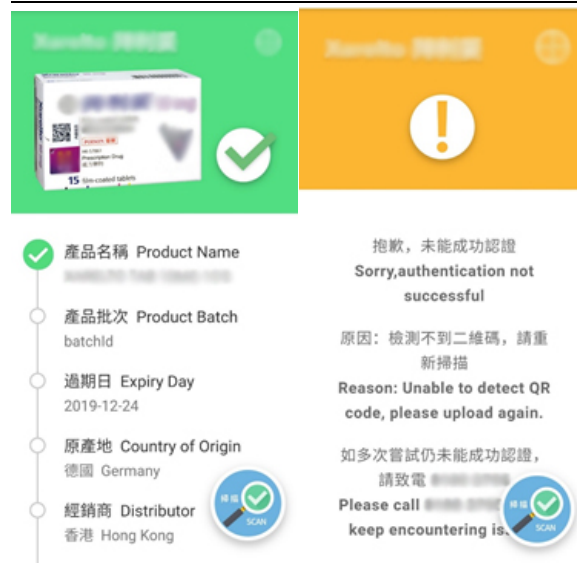 Prescription Drug
15 film-coated tablets
產品名稱 Product Name
產品批次 Product Batch
batchId
過期日 Expiry Day
2019-12-24
原產地 Country of Origin
德國 Germany
經銷商 Distributor
香港 Hong Kong
掃描
SCAN
抱歉，未能成功認證
Sorry,authentication not
successful
原因：檢測不到二維碼，請重
新掃描
Reason: Unable to detect QR
code, please upload again.
如多次嘗試仍未能成功認證，
請致電
Please call
keep encountering is
掃描
SCAN